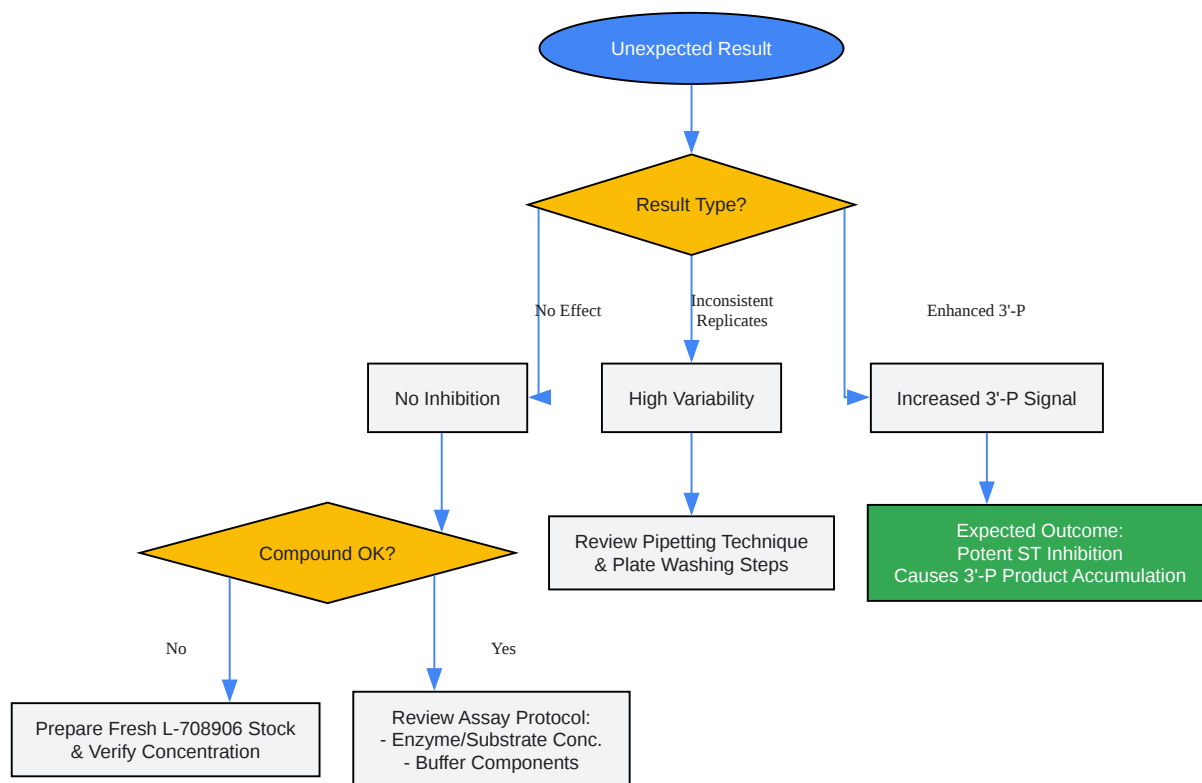 Unexpected Result
Result Type?
No Effect
Inconsistent
Replicates
Enhanced 3'-P
No Inhibition
High Variability
Increased 3'-P Signal
Compound OK?
Review Pipetting Technique
& Plate Washing Steps
Expected Outcome:
Potent ST Inhibition
Causes 3'-P Product Accumulation
No
Yes
Prepare Fresh L-708906 Stock
& Verify Concentration
Review Assay Protocol:
- Enzyme/Substrate Conc.
- Buffer Components